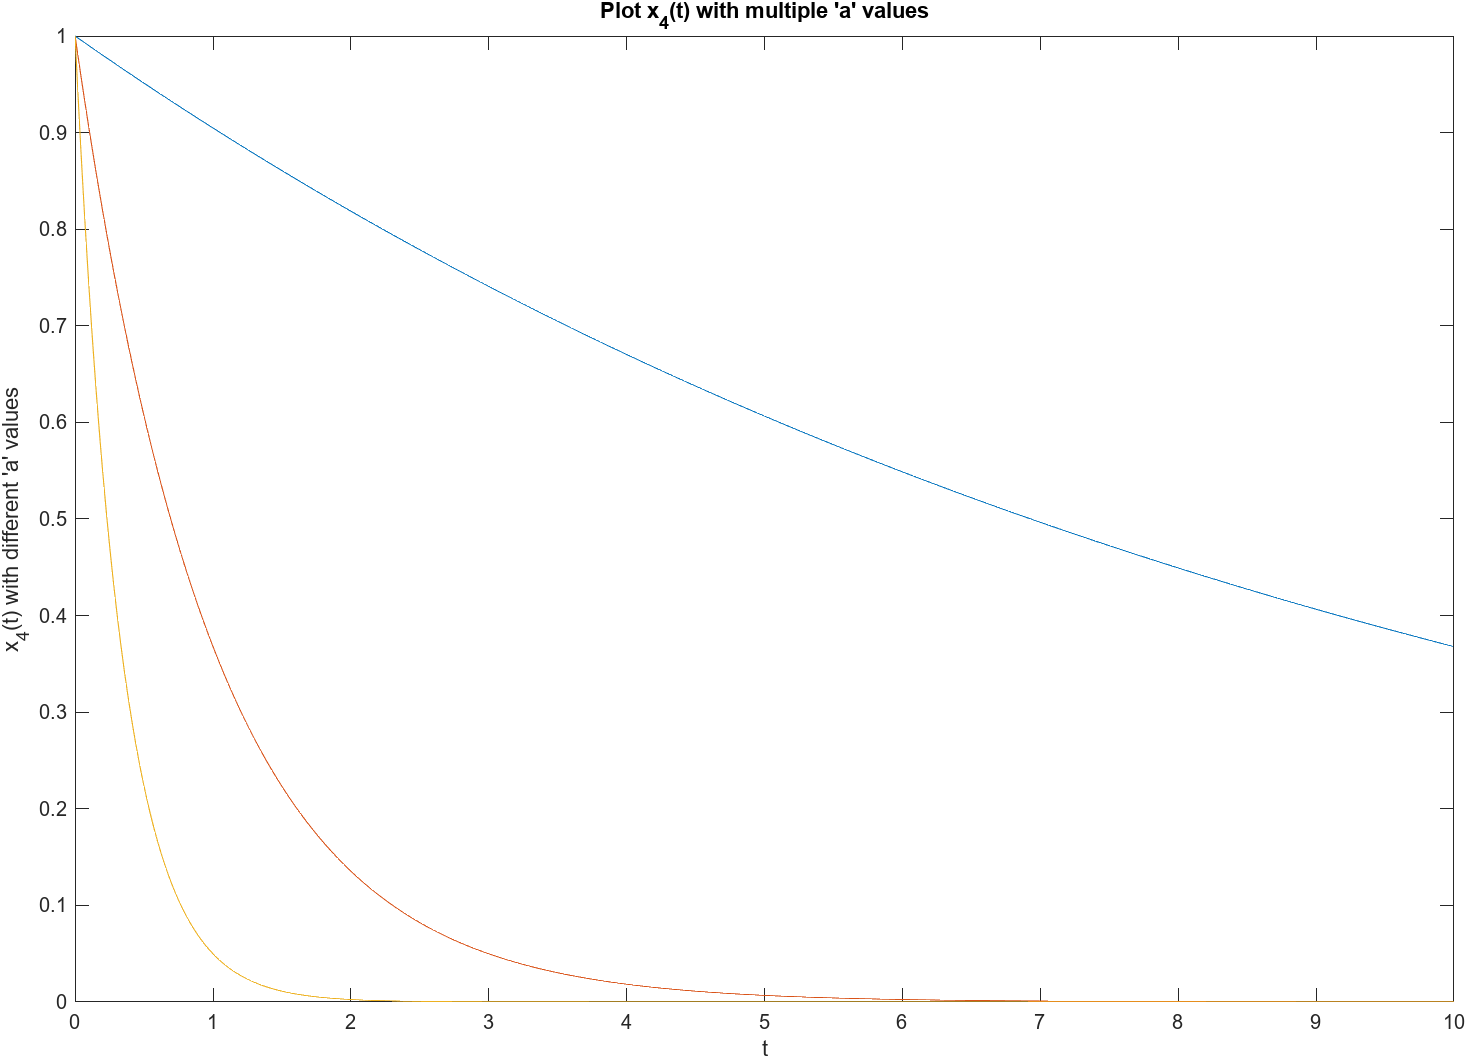 Plot x4(t) with multiple 'a' values
1
0.9
0.8
0.7
0.6
0.5
0.4
0.3
0.2
0.1
0
x4(t) with different 'a' values
0 1 2 3 4 5 6 7 8 9 10
t